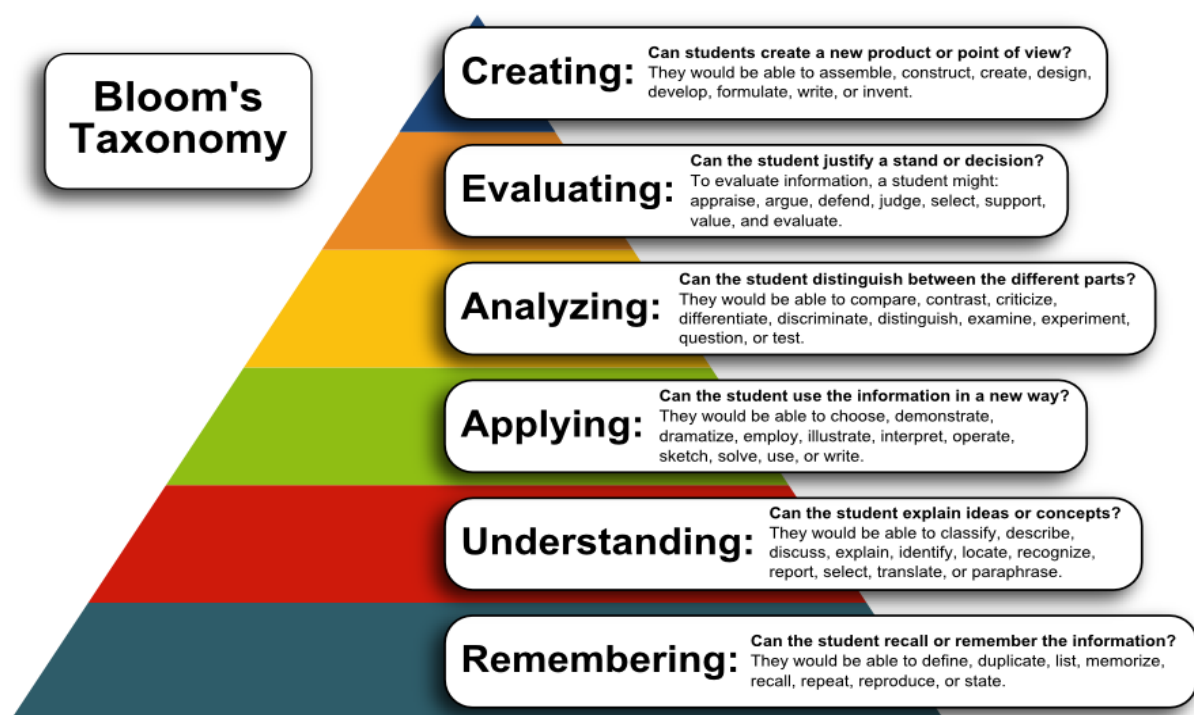 Bloom's
Taxonomy
Creating:
Can students create a new product or point of view?
They would be able to assemble, construct, create, design,
develop, formulate, write, or invent.
Evaluating:
Can the student justify a stand or decision?
To evaluate information, a student might:
appraise, argue, defend, judge, select, support,
value, and evaluate.
Analyzing:
Can the student distinguish between the different parts?
They would be able to compare, contrast, criticize,
differentiate, discriminate, distinguish, examine, experiment,
question, or test.
Applying:
Can the student use the information in a new way?
They would be able to choose, demonstrate,
dramatize, employ, illustrate, interpret, operate,
sketch, solve, use, or write.
Understanding:
Can the student explain ideas or concepts?
They would be able to classify, describe,
discuss, explain, identify, locate, recognize,
report, select, translate, or paraphrase.
Remembering:
Can the student recall or remember the information?
They would be able to define, duplicate, list, memorize,
recall, repeat, reproduce, or state.